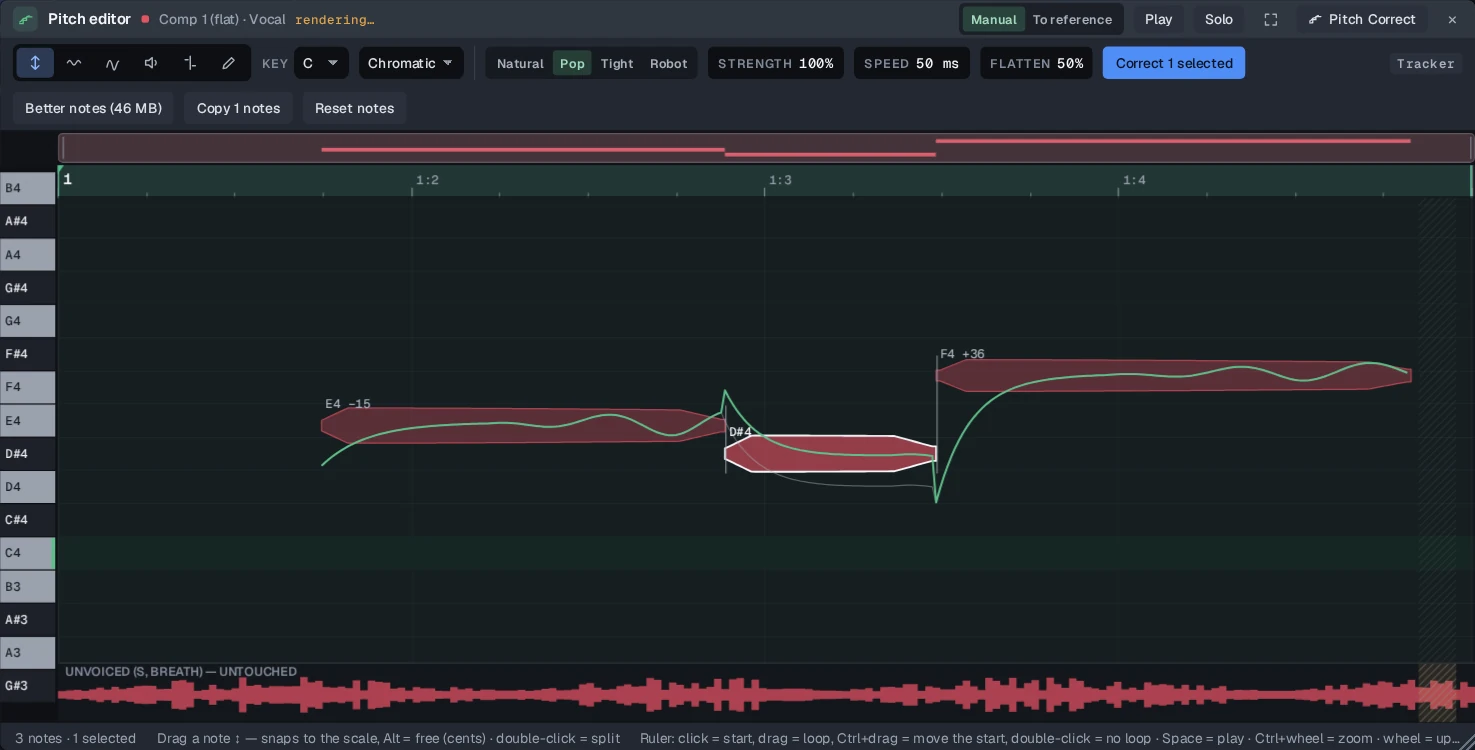 Pitch editor Comp 1 (flat) · Vocal rendering… Manual To reference Play Solo Pitch Correct ×
KEY C Chromatic Natural Pop Tight Robot STRENGTH 100% SPEED 50 ms FLATTEN 50% Correct 1 selected Tracker
Better notes (46 MB) Copy 1 notes Reset notes
1 1:2 1:3 1:4
B4
A#4
A4
G#4
G4
F#4
F4 +36
F4
E4 −15
E4
D#4
D#4
D4
C#4
C4
B3
A#3
A3
UNVOICED (S, BREATH) — UNTOUCHED
G#3
3 notes · 1 selected Drag a note ↕ — snaps to the scale, Alt = free (cents) · double-click = split Ruler: click = start, drag = loop, Ctrl+drag = move the start, double-click = no loop · Space = play · Ctrl+wheel = zoom · wheel = up…